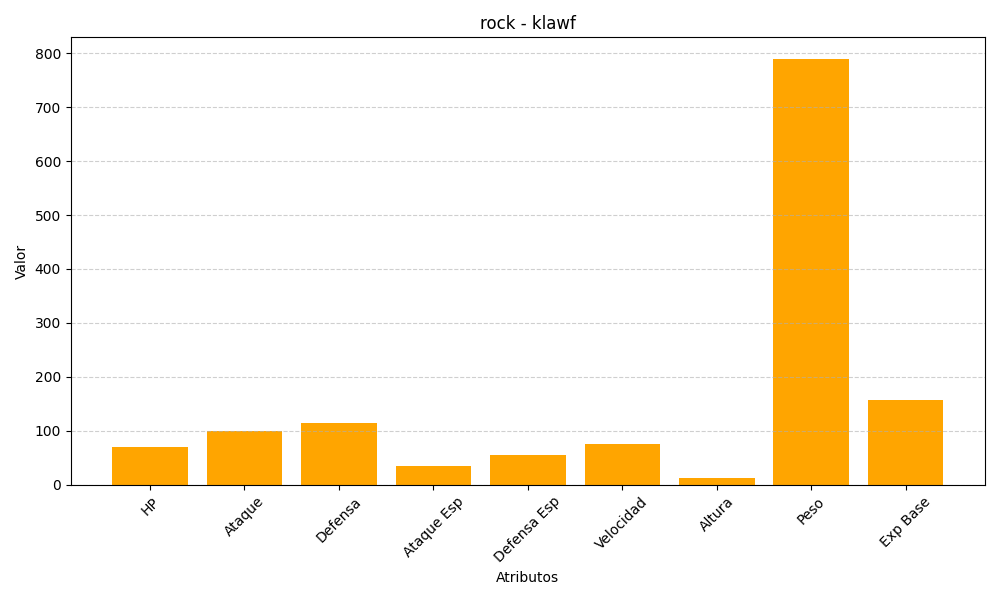 rock - klawf
Valor
800
700
600
500
400
300
200
100
0
HP
Ataque
Defensa
Ataque Esp
Defensa Esp
Velocidad
Altura
Peso
Exp Base
Atributos